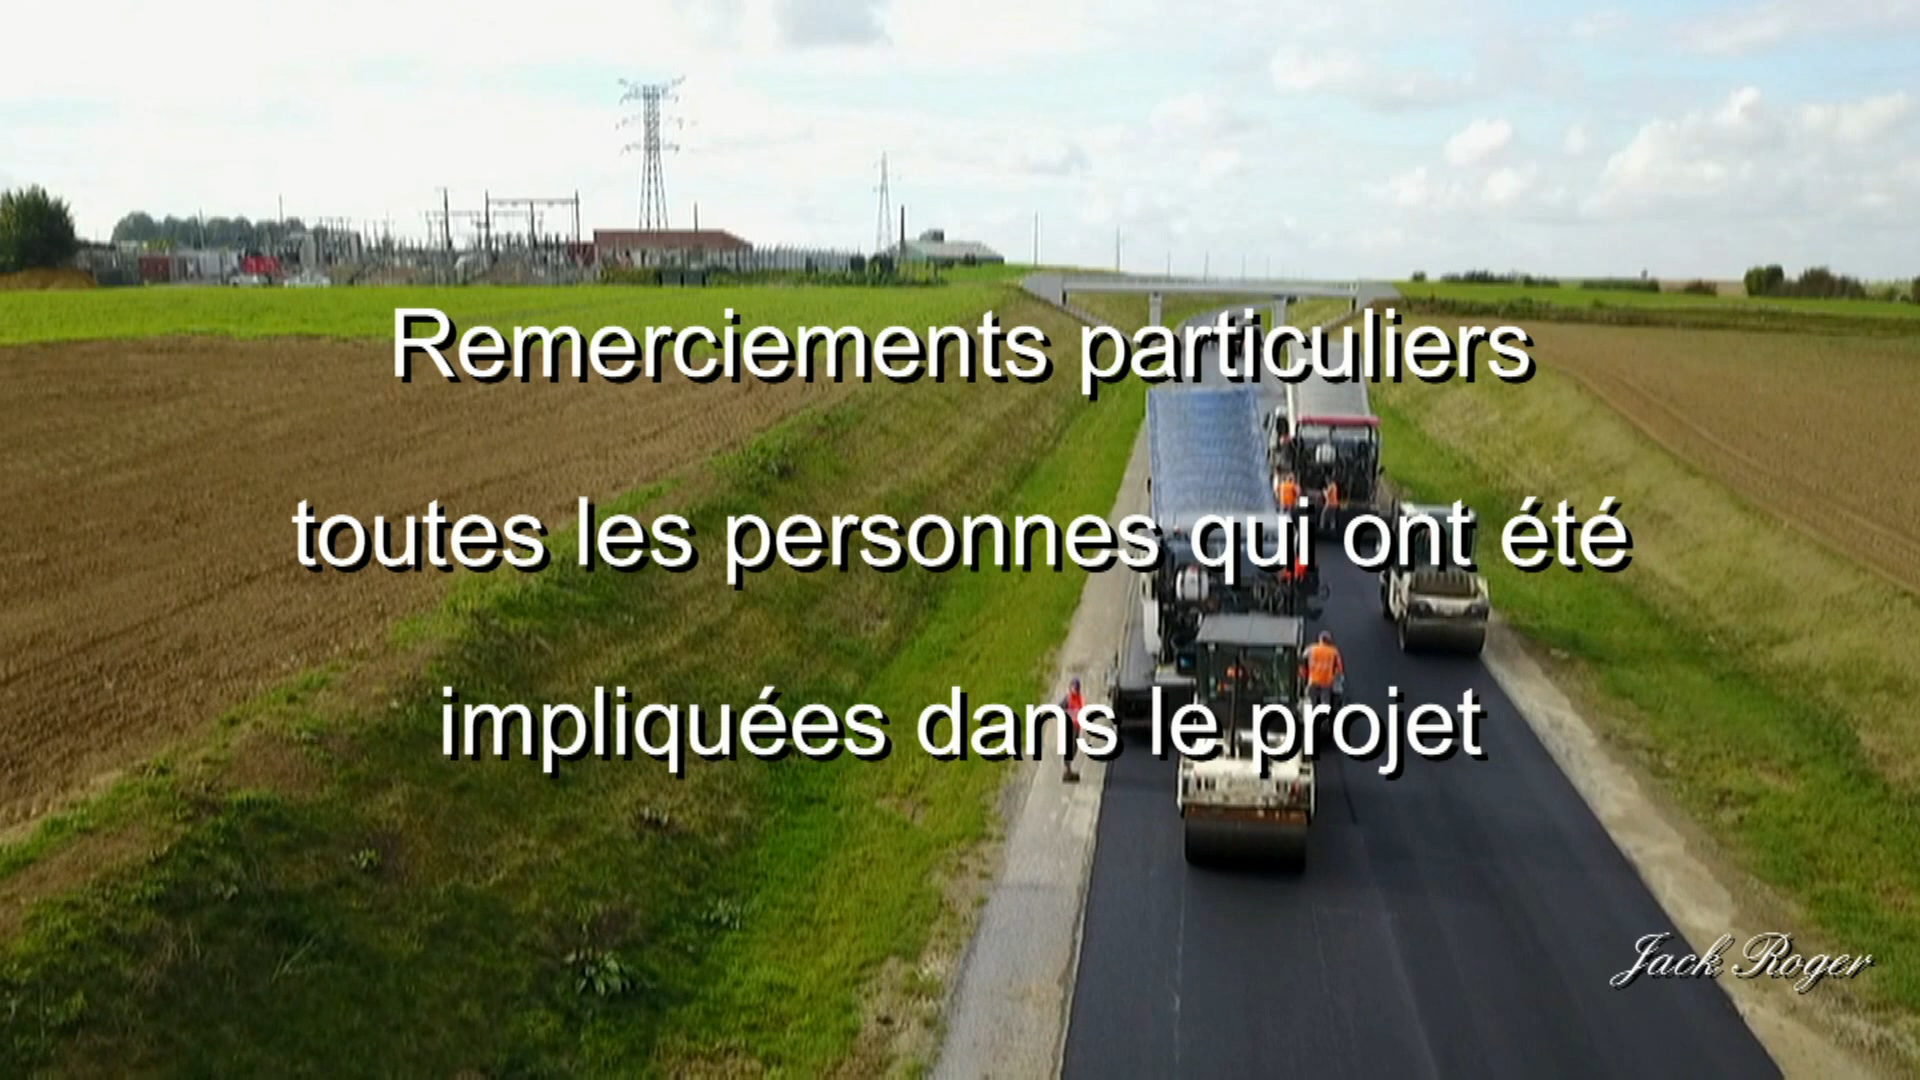 Remerciements particuliers
toutes les personnes qui ont été
impliquées dans le projet
Jack Roger